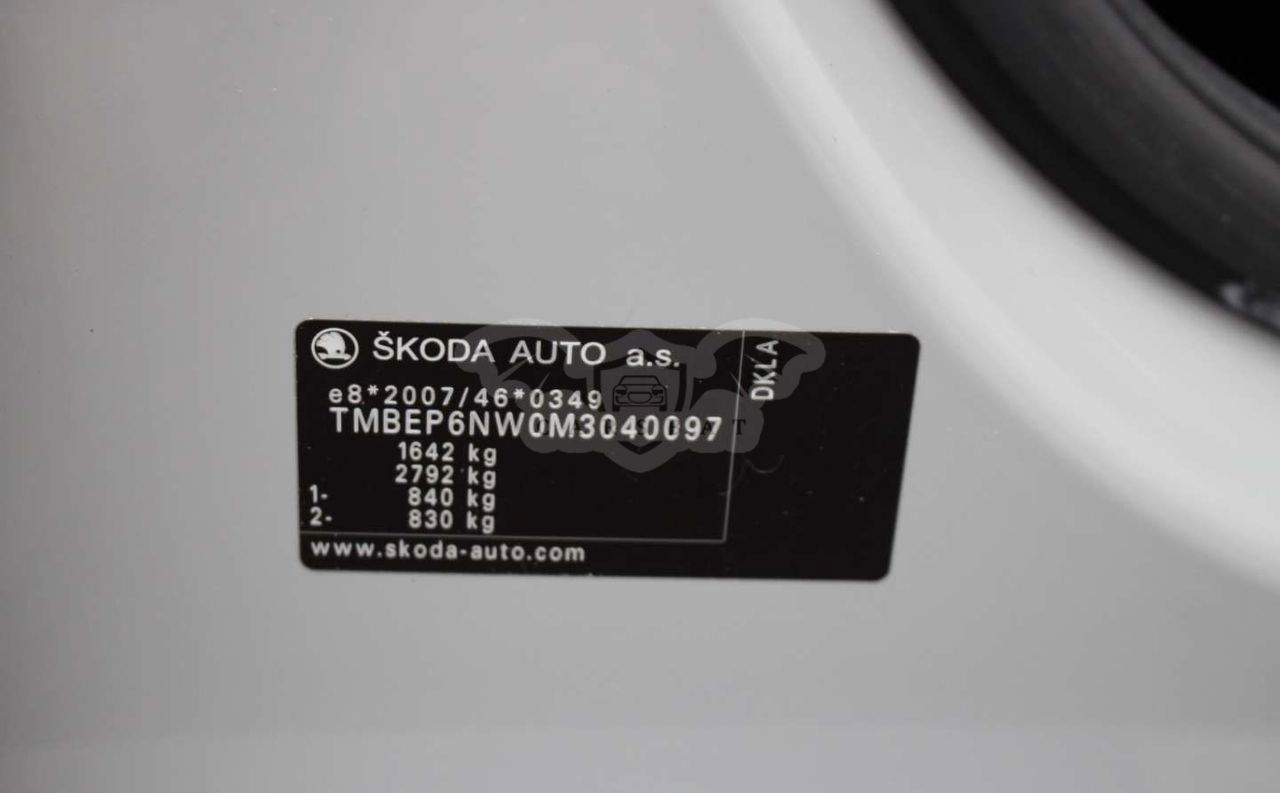 ŠKODA AUTO a.s.
e8*2007/46*0349
TMBEP6NW0M3040097
1642 kg
2792 kg
1- 840 kg
2- 830 kg
www.skoda-auto.com
DKLA